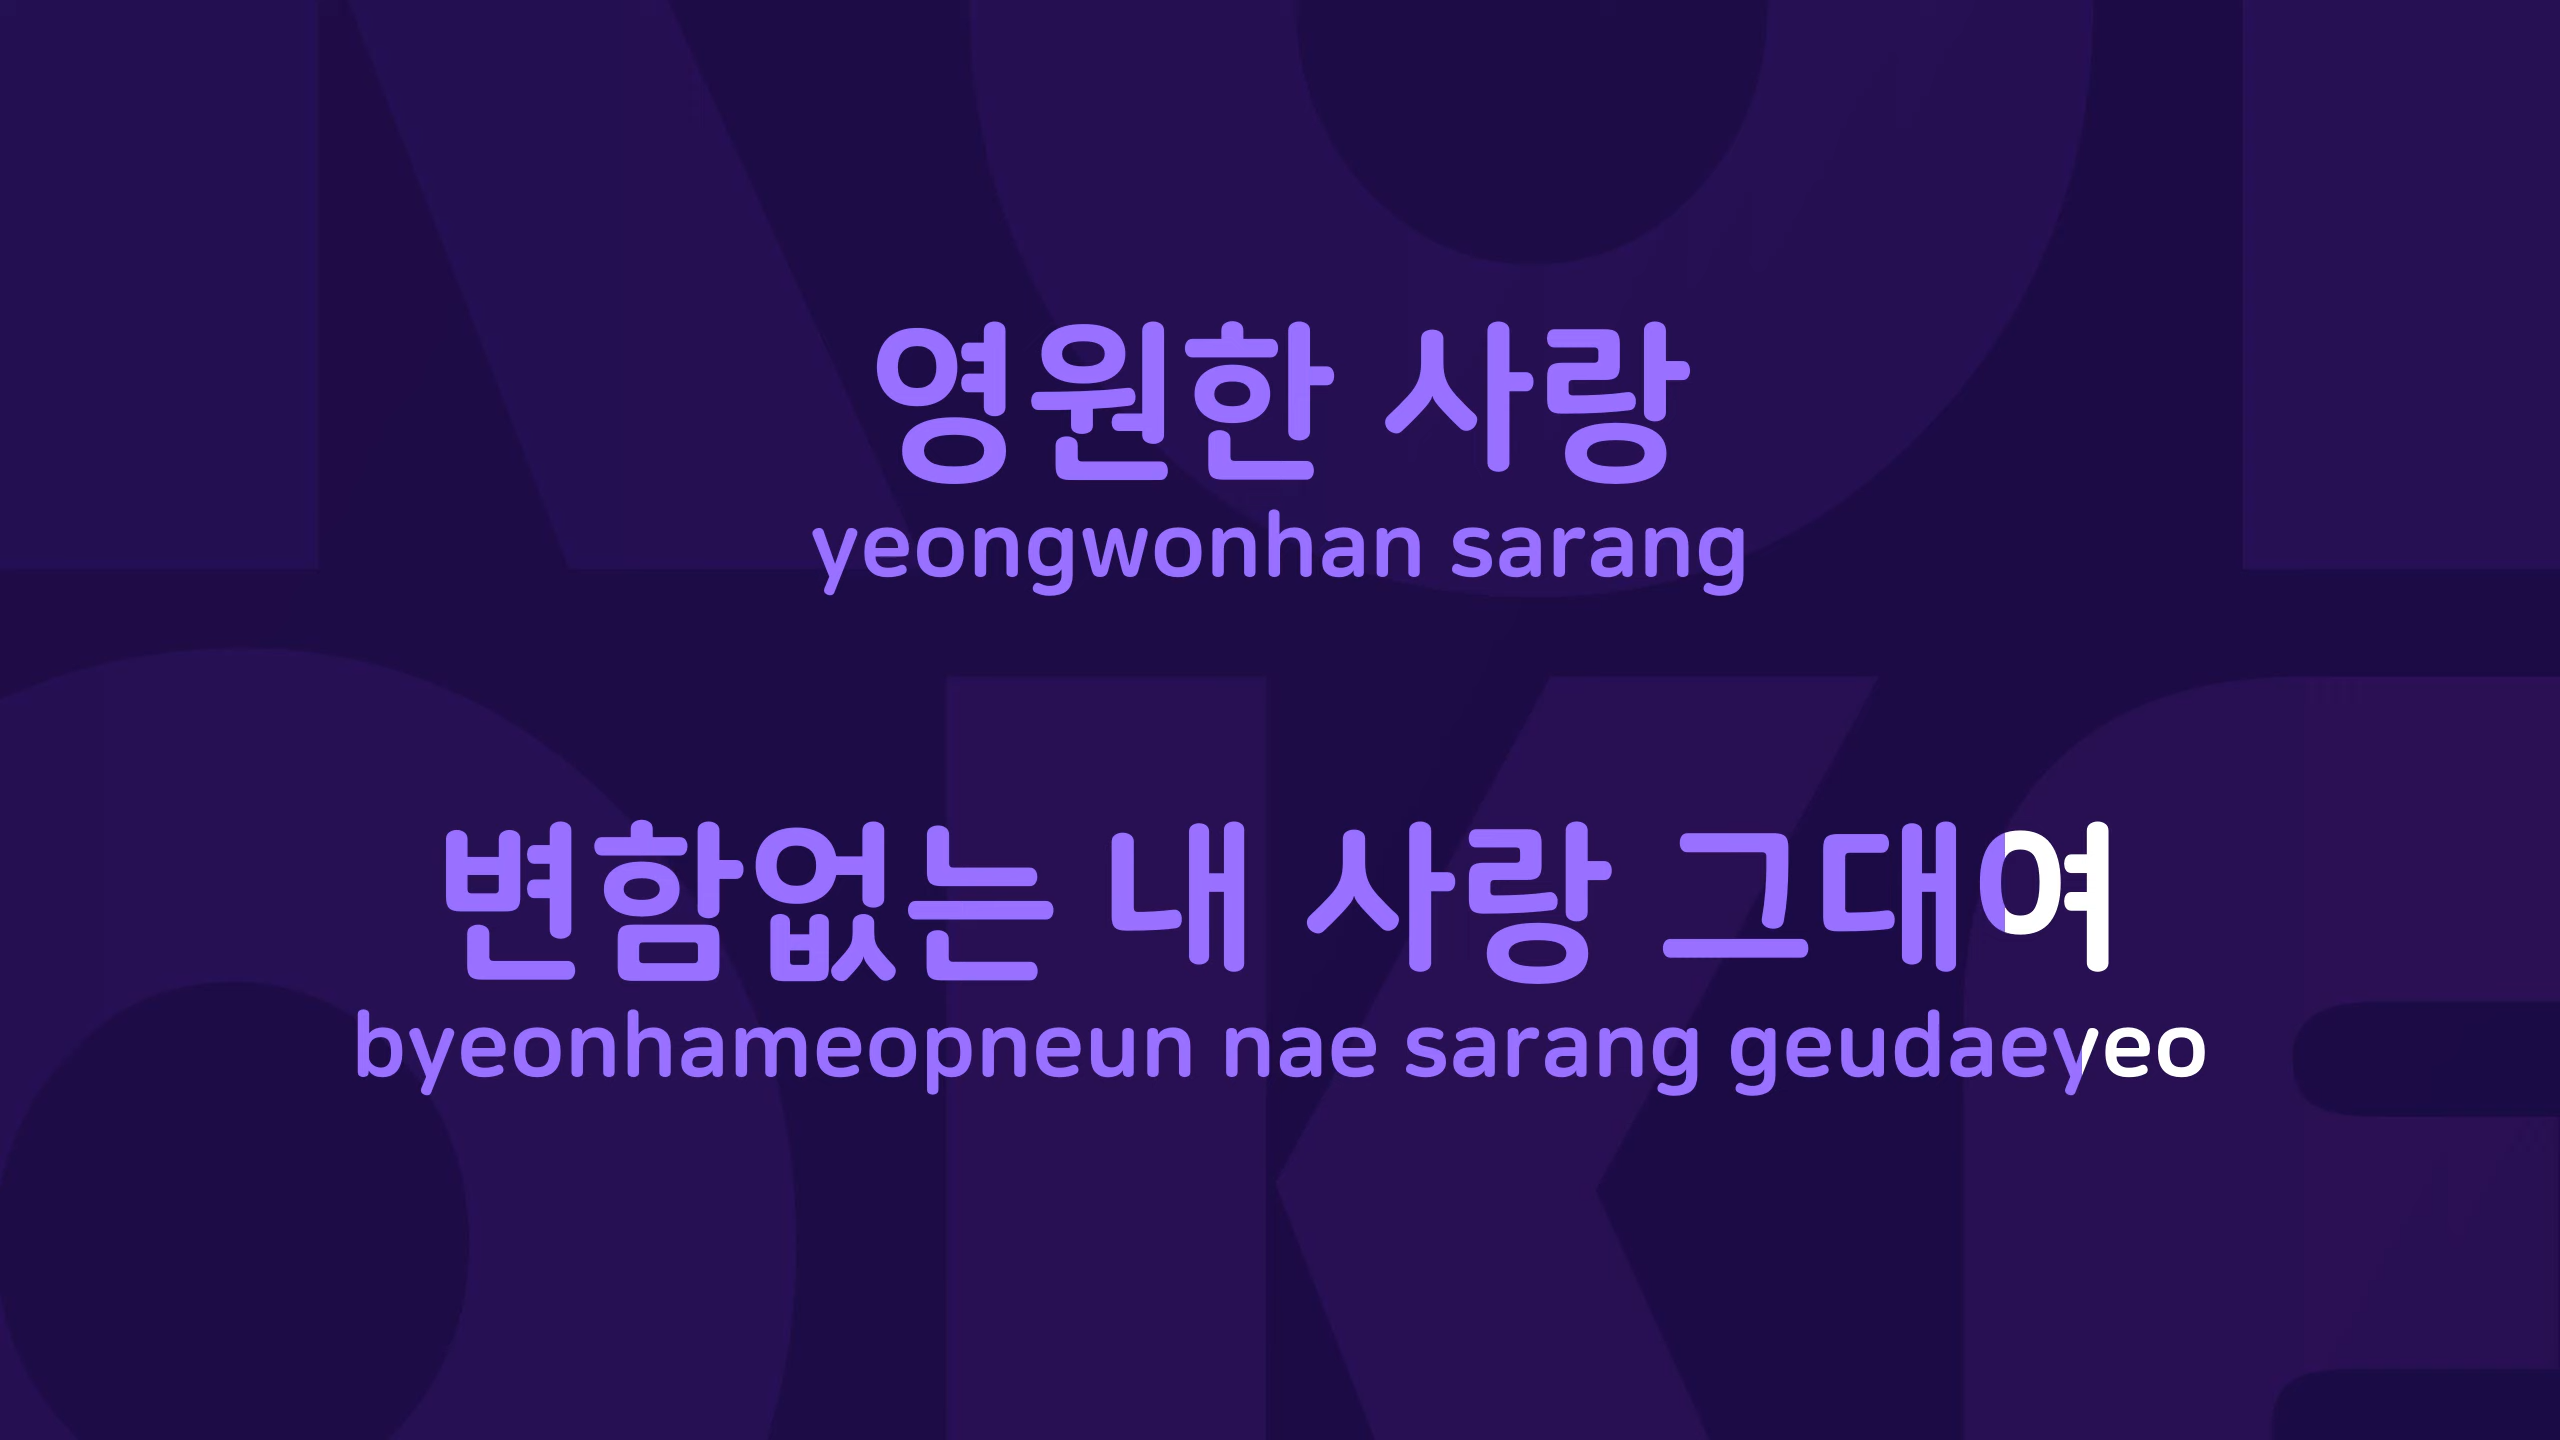 영원한 사랑
yeongwonhan sarang
변함없는 내 사랑 그대여
byeonhameopneun nae sarang geudaeyeo